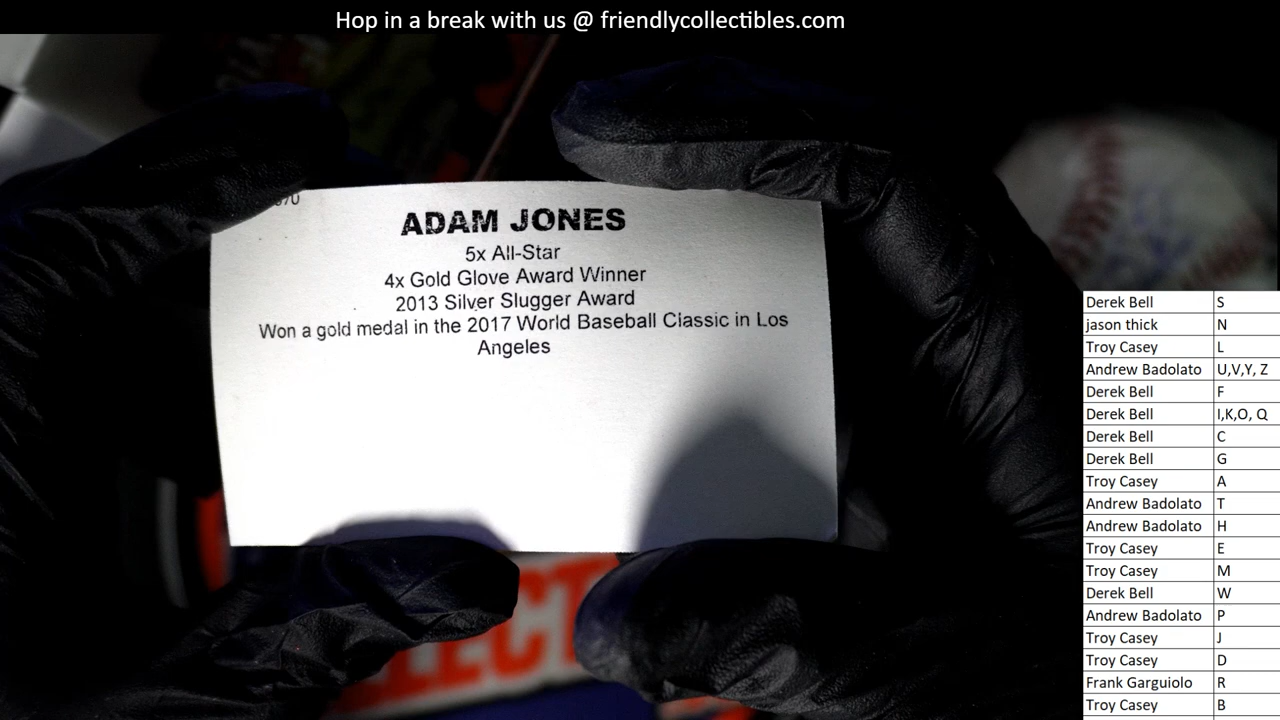 Hop in a break with us @ friendlycollectibles.com
ADAM JONES
5x All-Star
4x Gold Glove Award Winner
2013 Silver Slugger Award
Won a gold medal in the 2017 World Baseball Classic in Los
Angeles
Derek Bell S
jason thick N
Troy Casey L
Andrew Badolato U,V,Y, Z
Derek Bell F
Derek Bell I,K,O, Q
Derek Bell C
Derek Bell G
Troy Casey A
Andrew Badolato T
Andrew Badolato H
Troy Casey E
Troy Casey M
Derek Bell W
Andrew Badolato P
Troy Casey J
Troy Casey D
Frank Garguiolo R
Troy Casey B